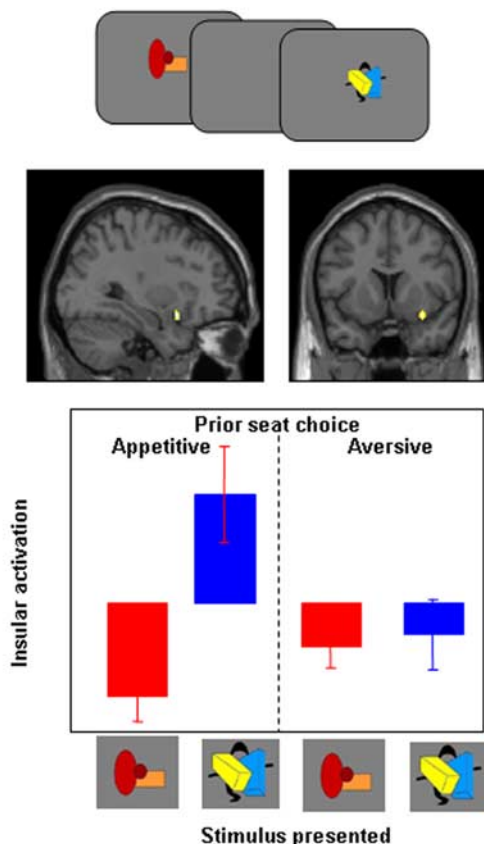 Prior seat choice
Appetitive Aversive
Insular activation
Stimulus presented